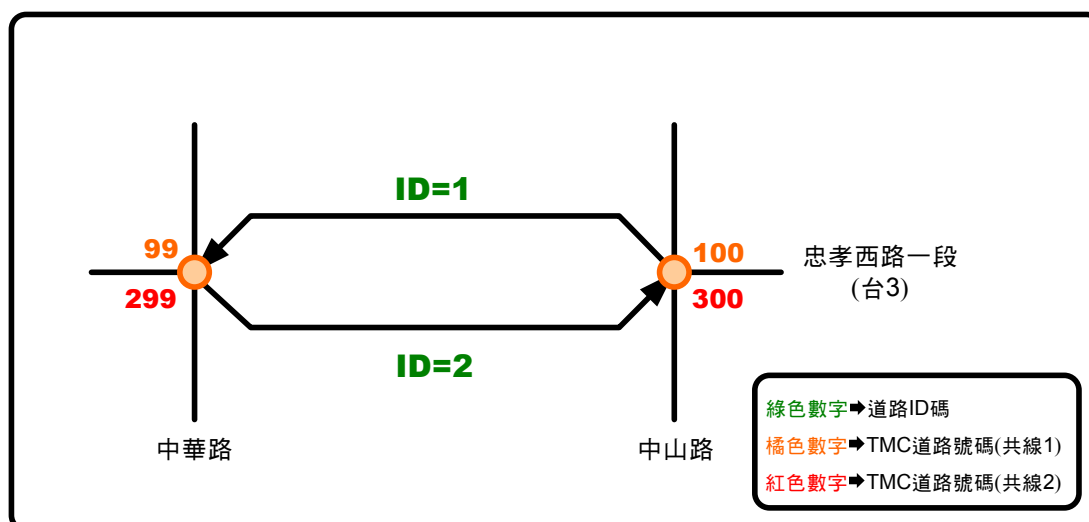 ID=1
99
100
忠孝西路一段
(台3)
299
300
ID=2
中華路
中山路
綠色數字➡道路ID碼
橘色數字➡TMC道路號碼(共線1)
紅色數字➡TMC道路號碼(共線2)